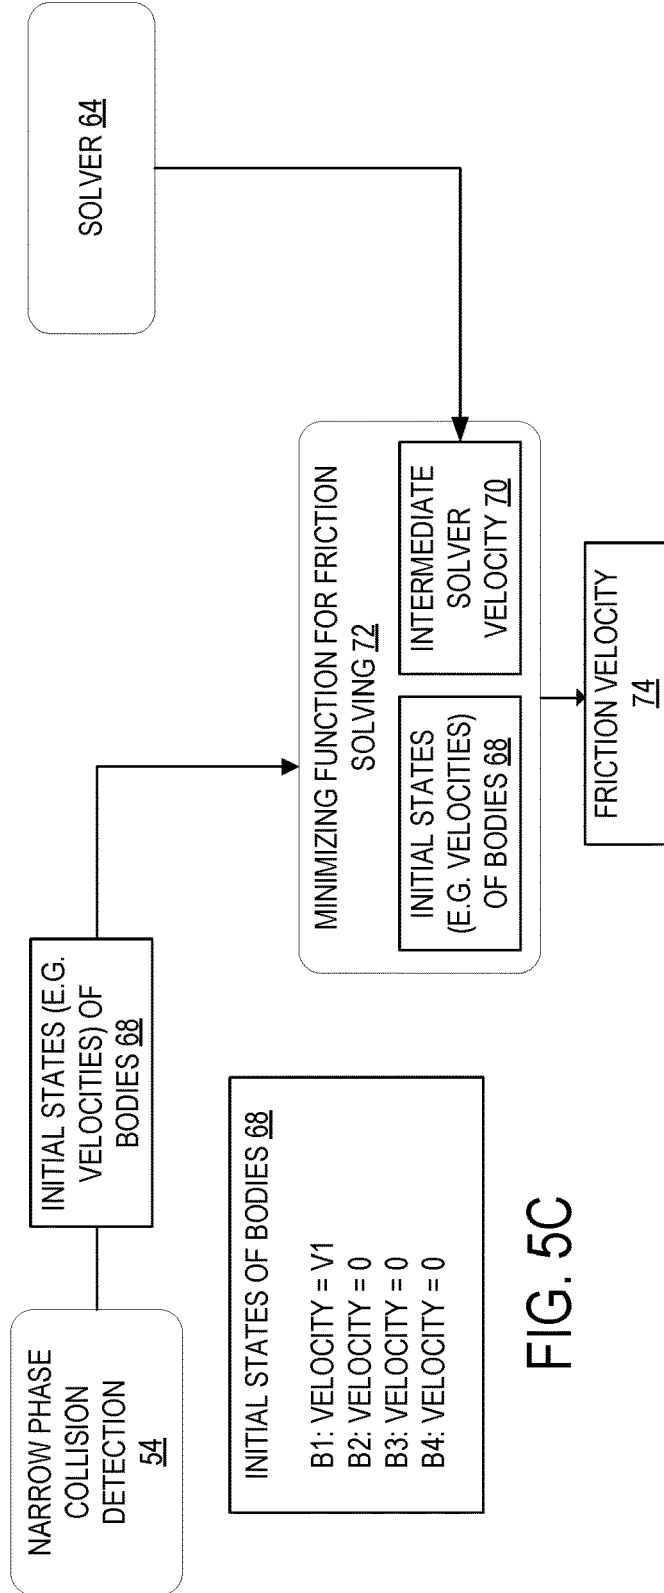 NARROW PHASE
COLLISION
DETECTION
54
INITIAL STATES (E.G.
VELOCITIES) OF
BODIES 68
SOLVER 64
INITIAL STATES OF BODIES 68
B1: VELOCITY = V1
B2: VELOCITY = 0
B3: VELOCITY = 0
B4: VELOCITY = 0
MINIMIZING FUNCTION FOR FRICTION
SOLVING 72
INITIAL STATES
(E.G. VELOCITIES)
OF BODIES 68
INTERMEDIATE
SOLVER
VELOCITY 70
FRICTION VELOCITY
74
FIG. 5C